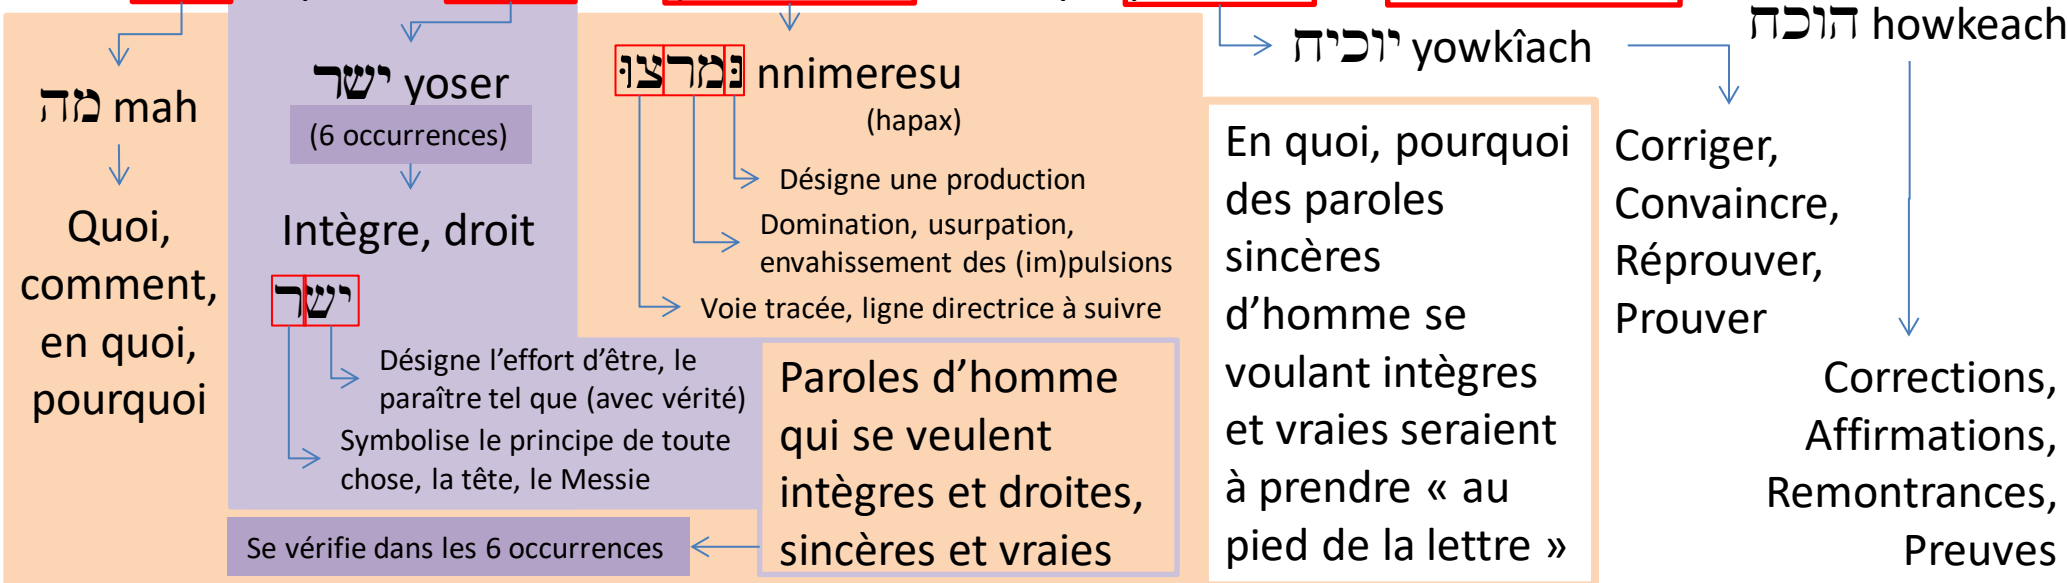 מה mah
Quoi,
comment,
en quoi,
pourquoi
ישר yoser
(6 occurrences)
Intègre, droit
ישר
Désigne l’effort d’être, le
paraître tel que (avec vérité)
Symbolise le principe de toute
chose, la tête, le Messie
Se vérifie dans les 6 occurrences
נּמרצוּ nnimeresu
(hapax)
Désigne une production
Domination, usurpation,
envahissement des (im)pulsions
Voie tracée, ligne directrice à suivre
Paroles d’homme
qui se veulent
intègres et droites,
sincères et vraies
יוכיח yowkîach
En quoi, pourquoi
des paroles
sincères
d’homme se
voulant intègres
et vraies seraient
à prendre « au
pied de la lettre »
Corriger,
Convaincre,
Réprouver,
Prouver
הוכח howkeach
Corrections,
Affirmations,
Remontrances,
Preuves